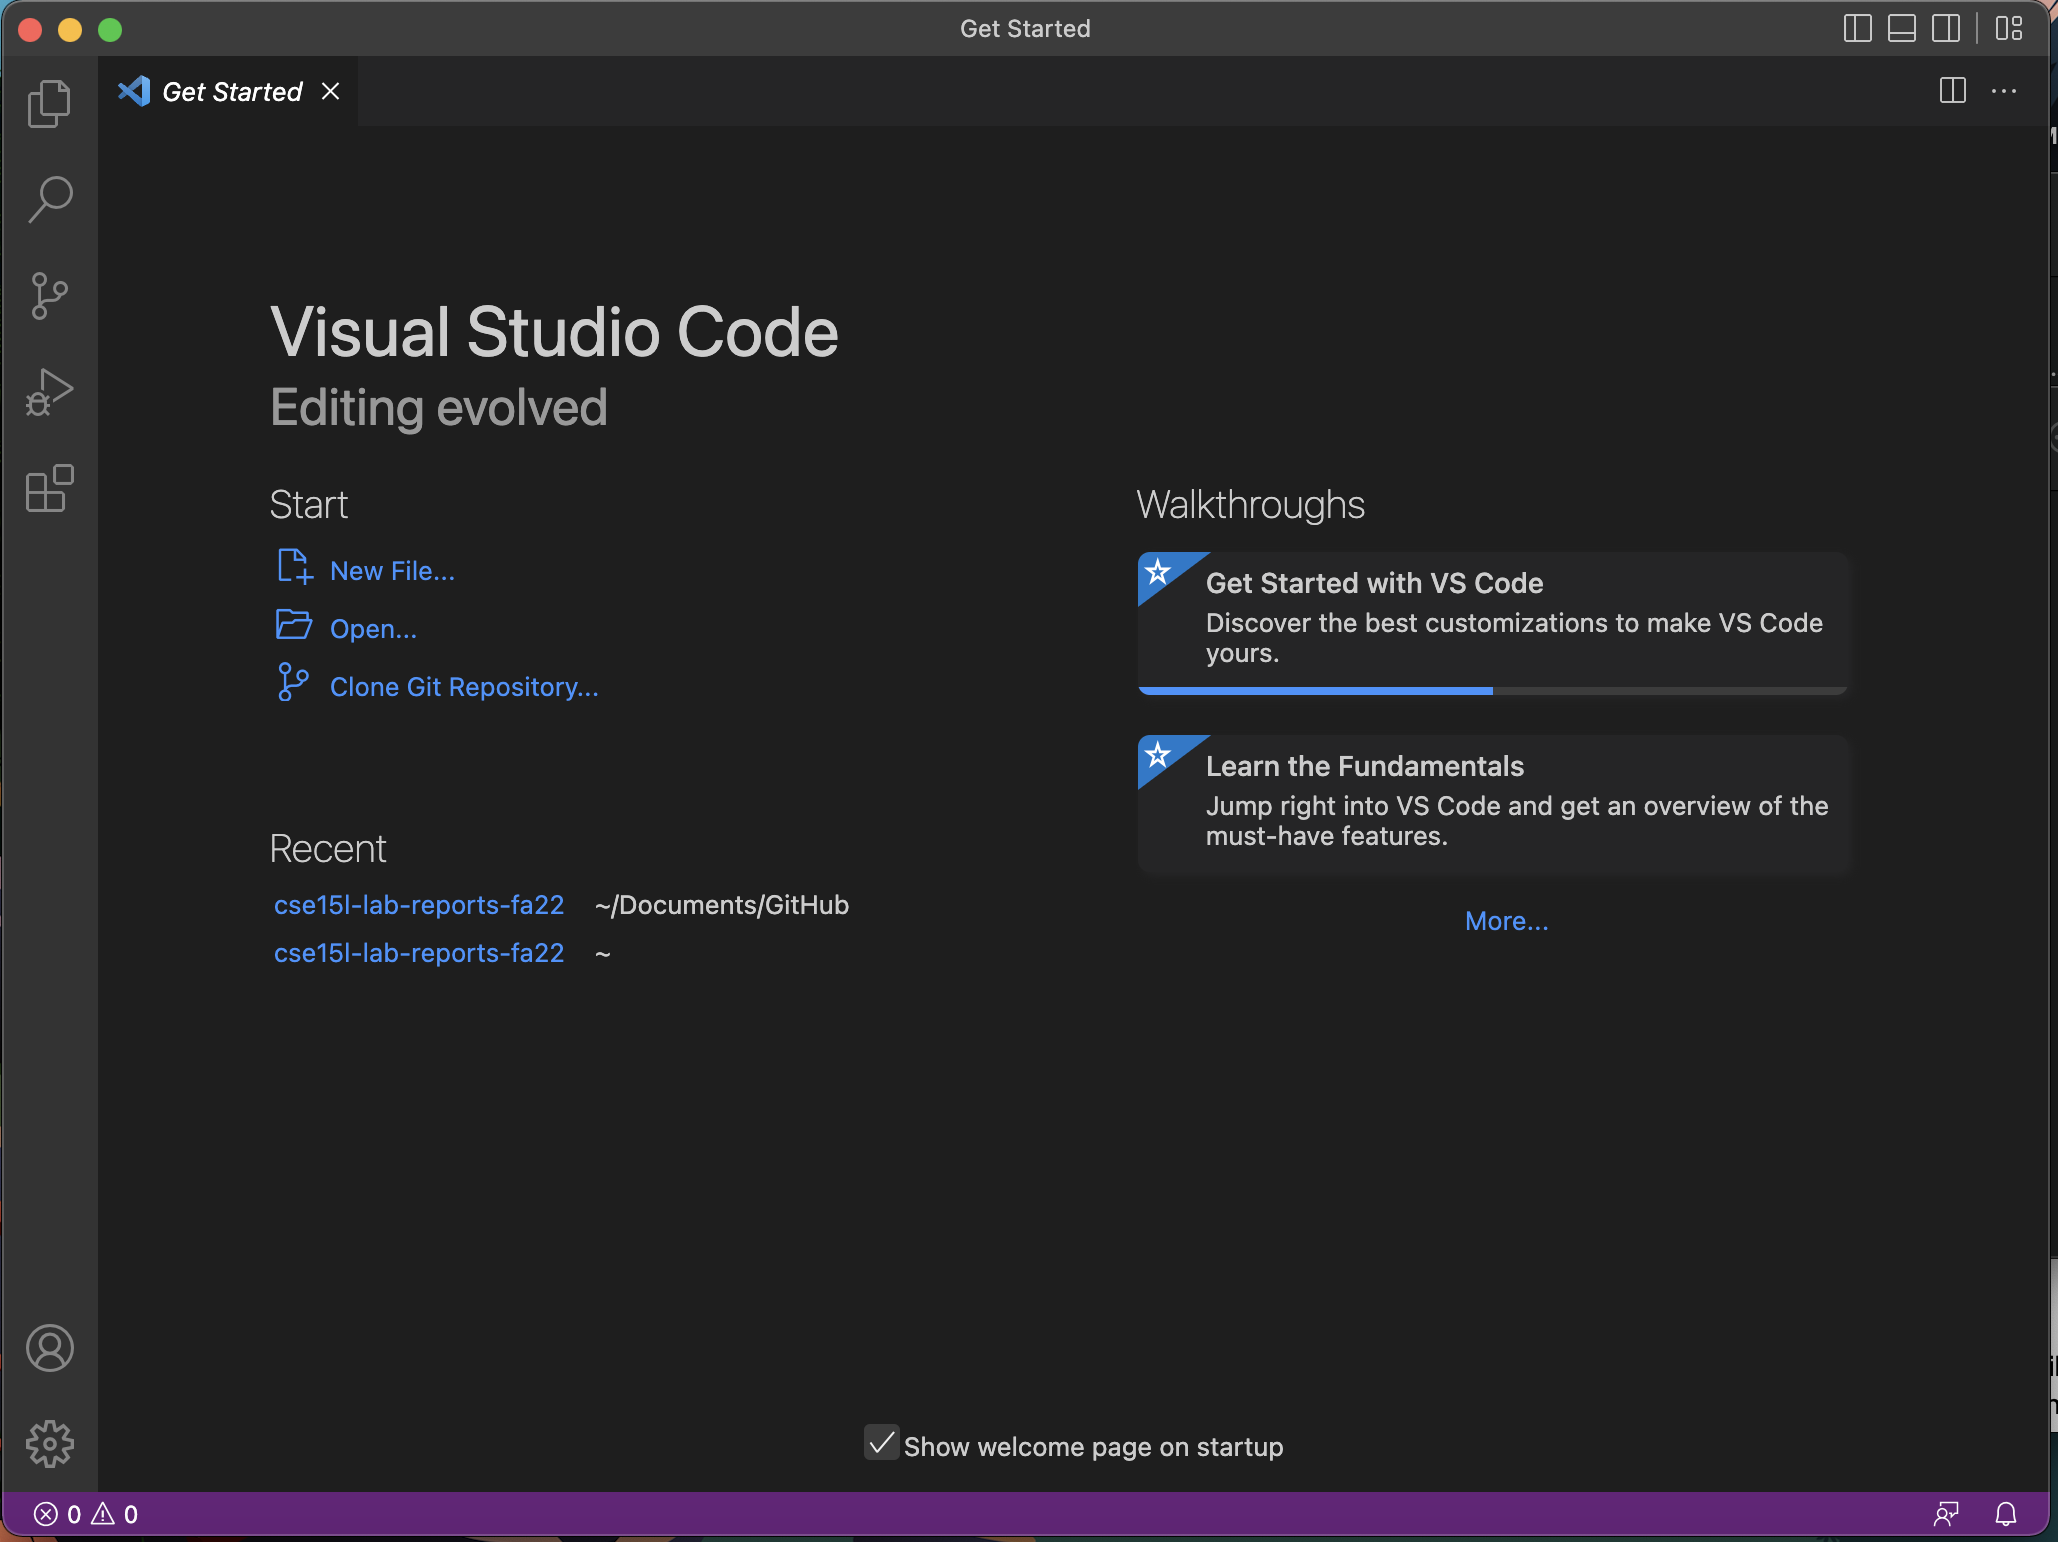 Get Started
Get Started
Visual Studio Code
Editing evolved
Start
New File...
Open...
Clone Git Repository...
Recent
cse15l-lab-reports-fa22 ~/Documents/GitHub
cse15l-lab-reports-fa22 ~
Walkthroughs
Get Started with VS Code
Discover the best customizations to make VS Code
yours.
Learn the Fundamentals
Jump right into VS Code and get an overview of the
must-have features.
More...
Show welcome page on startup
0 0